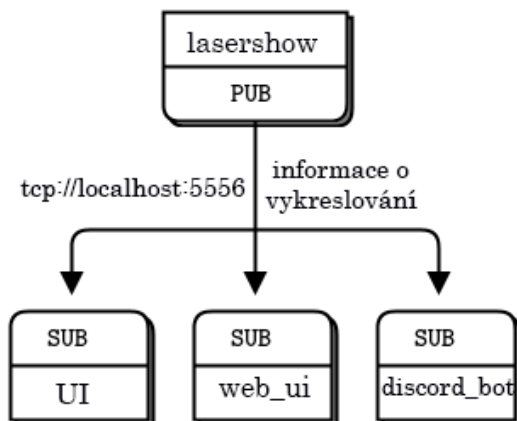 lasershow
PUB
tcp://localhost:5556
informace o
vykreslování
SUB
UI
SUB
web_ui
SUB
discord_bot